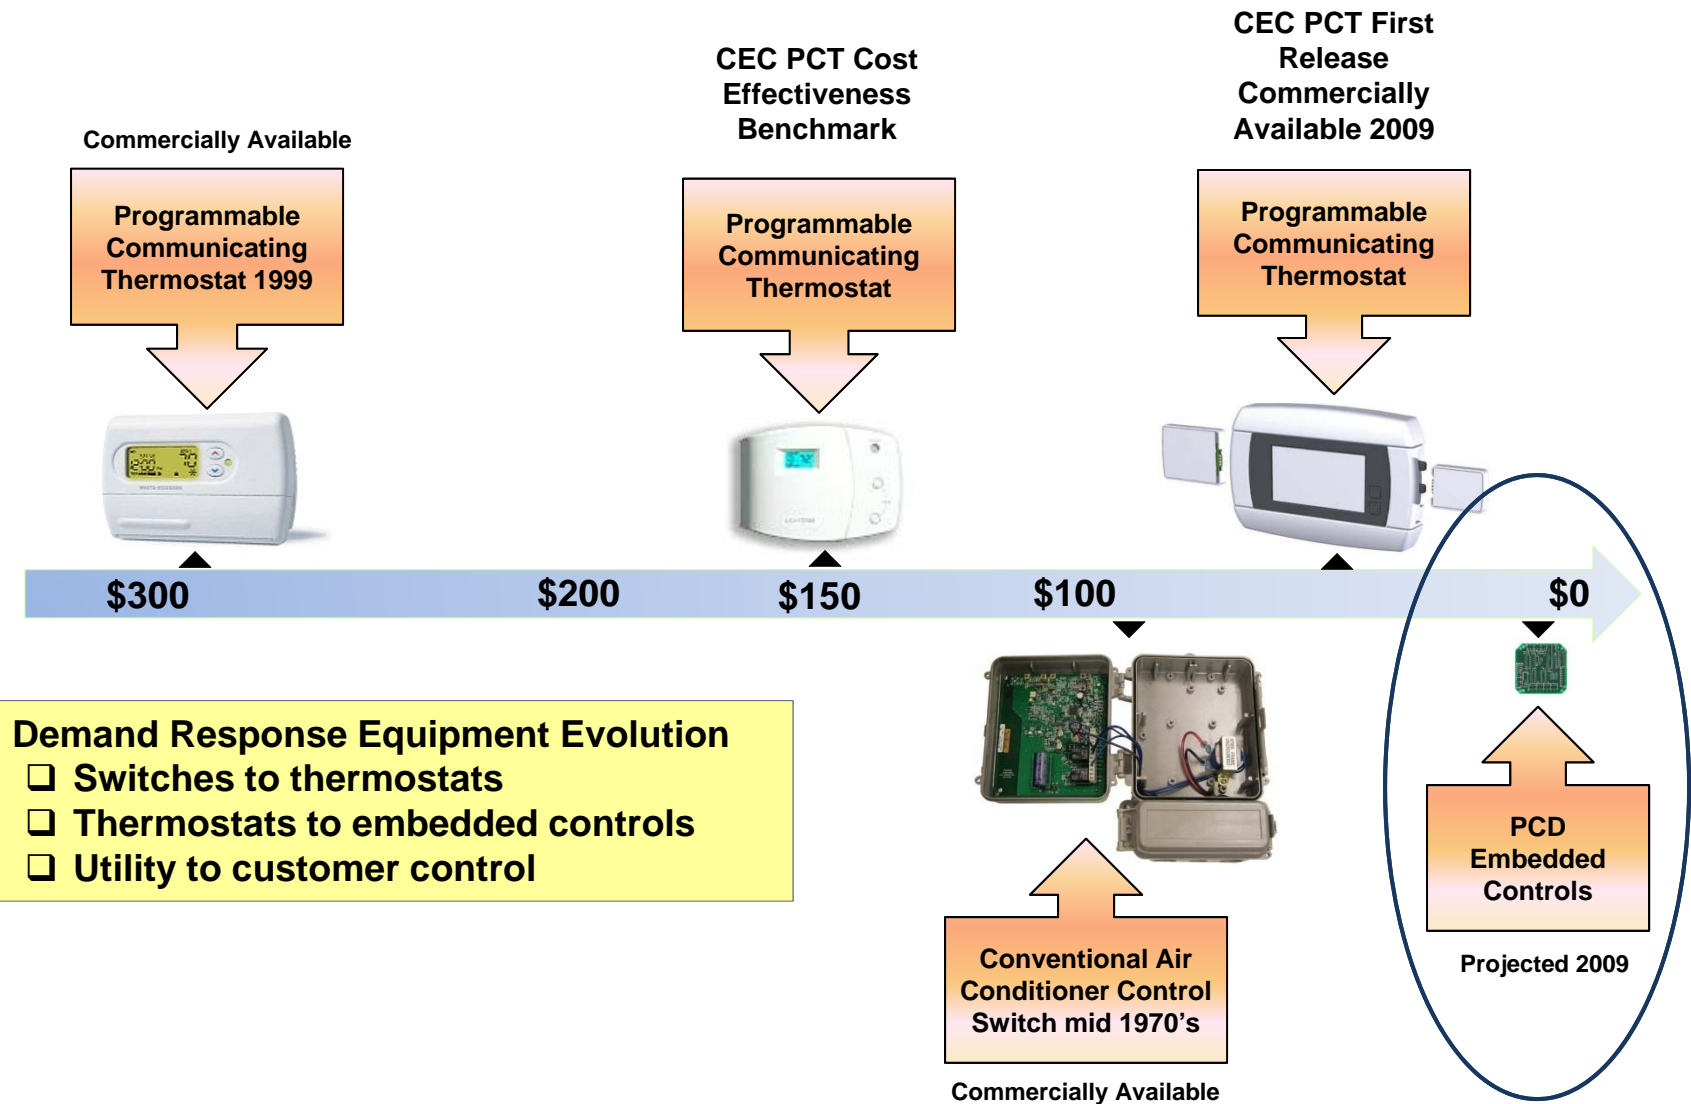 CEC PCT First
Release
Commercially
Available 2009
CEC PCT Cost
Effectiveness
Benchmark
Commercially Available
Programmable
Communicating
Thermostat 1999
Programmable
Communicating
Thermostat
Programmable
Communicating
Thermostat
$300
$200
$150
$100
$0
Demand Response Equipment Evolution
❑ Switches to thermostats
❑ Thermostats to embedded controls
❑ Utility to customer control
PCD
Embedded
Controls
Projected 2009
Conventional Air
Conditioner Control
Switch mid 1970’s
Commercially Available